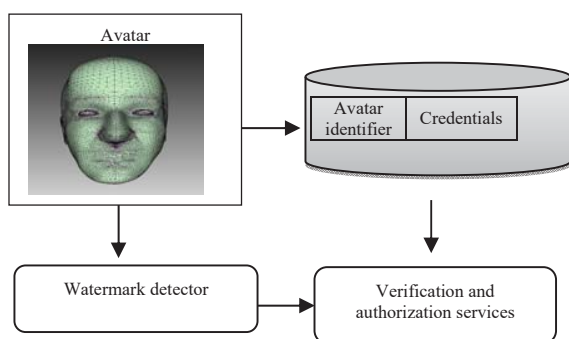 Avatar
Avatar
identifier
Credentials
Watermark detector
Verification and
authorization services